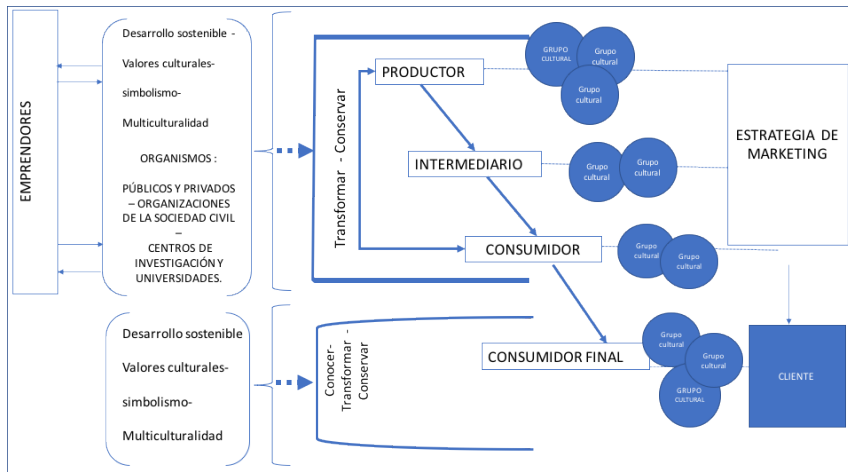 EMPRENDORES
Desarrollo sostenible -
Valores culturales-
simbolismo-
Multiculturalidad
ORGANISMOS :
PÚBLICOS Y PRIVADOS
– ORGANIZACIONES
DE LA SOCIEDAD CIVIL
–
CENTROS DE
INVESTIGACIÓN Y
UNIVERSIDADES.
Transformar - Conservar
PRODUCTOR
GRUPO
CULTURAL
Grupo
cultural
Grupo
cultural
INTERMEDIARIO
Grupo
cultural
Grupo
cultural
CONSUMIDOR
Grupo
cultural
Grupo
cultural
ESTRATEGIA DE
MARKETING
Desarrollo sostenible
Valores culturales-
simbolismo-
Multiculturalidad
Conocer-
Transformar -
Conservar
CONSUMIDOR FINAL
Grupo
cultural
Grupo
cultural
GRUPO
CULTURAL
CLIENTE